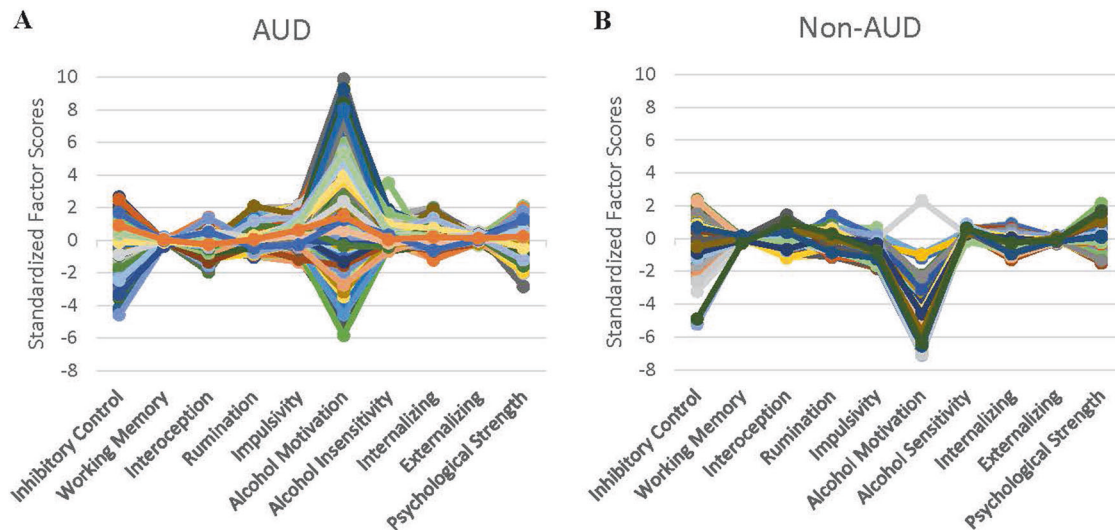 A
AUD
Standardized Factor Scores
10
8
6
4
2
0
-2
-4
-6
-8
Inhibitory Control
Working Memory
Interoception
Rumination
Impulsivity
Alcohol Motivation
Alcohol Insensitivity
Internalizing
Externalizing
Psychological Strength
B
Non-AUD
Standardized Factor Scores
10
8
6
4
2
0
-2
-4
-6
-8
Inhibitory Control
Working Memory
Interoception
Rumination
Impulsivity
Alcohol Motivation
Alcohol Sensitivity
Internalizing
Externalizing
Psychological Strength